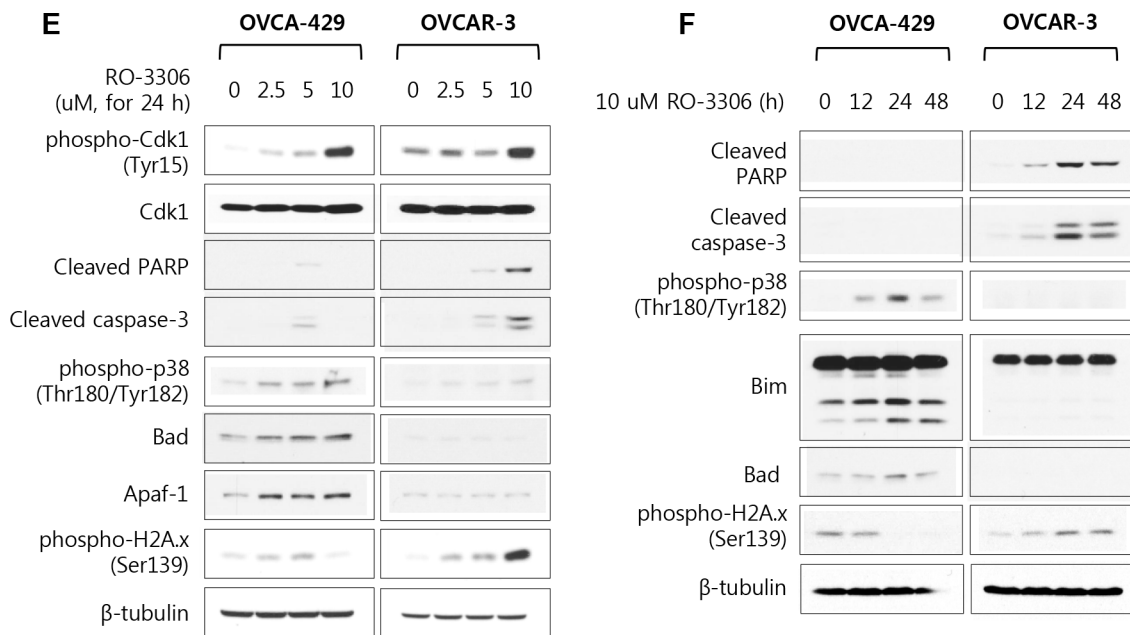 E
OVCA-429 OVCAR-3
RO-3306
(uM, for 24 h)
0 2.5 5 10 0 2.5 5 10
phospho-Cdk1
(Tyr15)
Cdk1
Cleaved PARP
Cleaved caspase-3
phospho-p38
(Thr180/Tyr182)
Bad
Apaf-1
phospho-H2A.x
(Ser139)
β-tubulin
F
OVCA-429 OVCAR-3
10 uM RO-3306 (h) 0 12 24 48 0 12 24 48
Cleaved
PARP
Cleaved
caspase-3
phospho-p38
(Thr180/Tyr182)
Bim
Bad
phospho-H2A.x
(Ser139)
β-tubulin